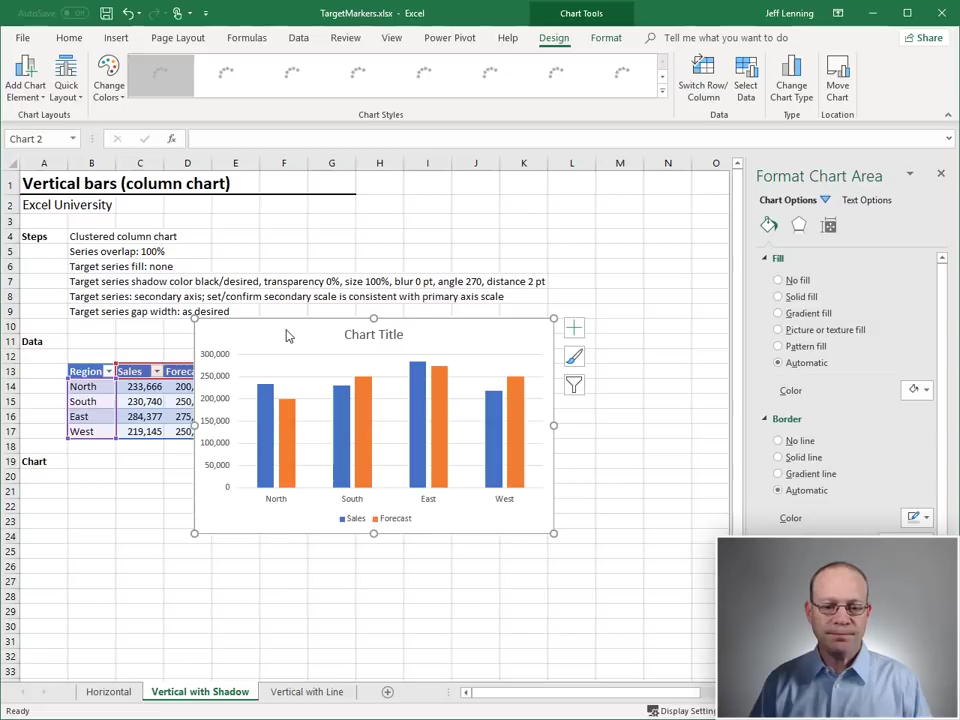 AutoSave Off TargetMarkers.xlsx - Excel Chart Tools Jeff Lenning
File Home Insert Page Layout Formulas Data Review View Power Pivot Help Design Format Tell me what you want to do Share
Add Chart Element Quick Layout Change Colors Switch Row/Column Select Data Change Chart Type Move Chart
Chart Layouts Chart Styles Data Type Location
Chart 2 fx
A B C D E F G H I J K L M N O
1 Vertical bars (column chart)
2 Excel University
3
4 Steps Clustered column chart
5 Series overlap: 100%
6 Target series fill: none
7 Target series shadow color black/desired, transparency 0%, size 100%, blur 0 pt, angle 270, distance 2 pt
8 Target series: secondary axis; set/confirm secondary scale is consistent with primary axis scale
9 Target series gap width: as desired
10
11 Data
12
13 Region Sales Foreca
14 North 233,666 200,
15 South 230,740 250,
16 East 284,377 275,
17 West 219,145 250,
18
19 Chart
20
21
22
23
24
25
26
27
28
29
30
31
32
33
Chart Title
300,000
250,000
200,000
150,000
100,000
50,000
0
North South East West
Sales Forecast
Format Chart Area
Chart Options Text Options
Fill
No fill
Solid fill
Gradient fill
Picture or texture fill
Pattern fill
Automatic
Color
Border
No line
Solid line
Gradient line
Automatic
Color
Horizontal Vertical with Shadow Vertical with Line
Ready Display Settin